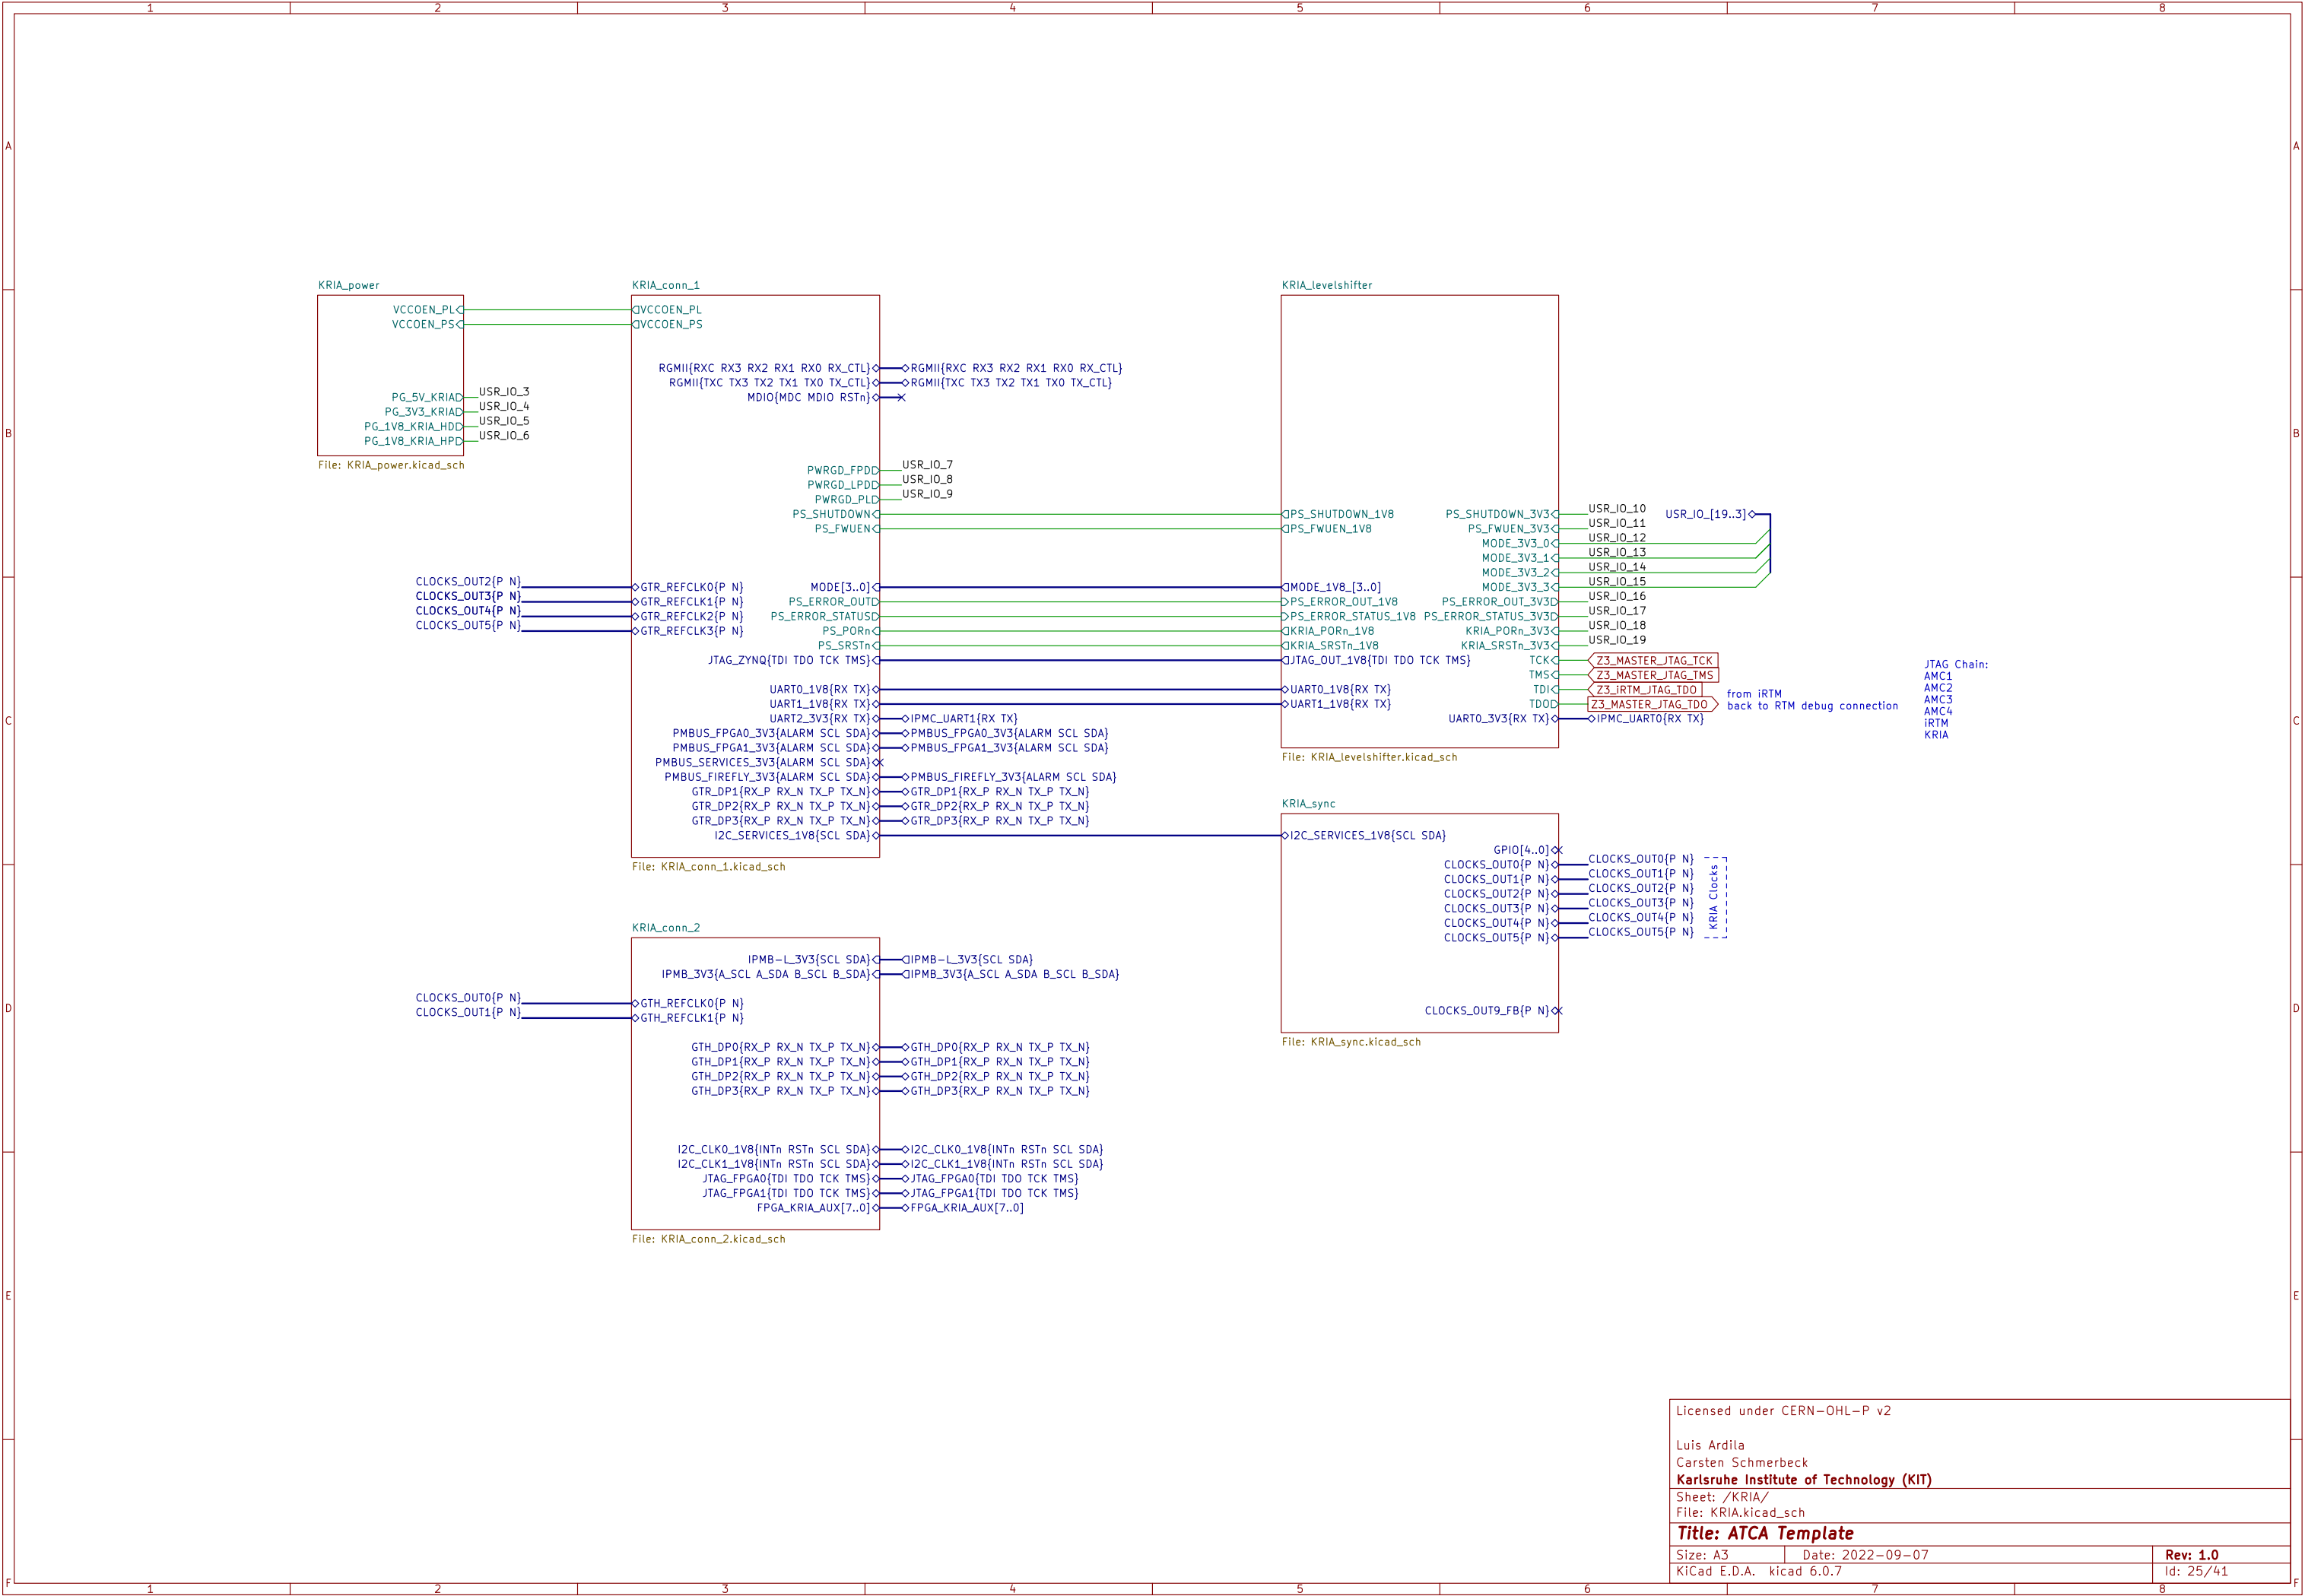 1 2 3 4 5 6 7 8
A A
B B
C C
D D
E E
F F
KRIA_power
VCCOEN_PL
VCCOEN_PS
PG_5V_KRIA USR_IO_3
PG_3V3_KRIA USR_IO_4
PG_1V8_KRIA_HD USR_IO_5
PG_1V8_KRIA_HP USR_IO_6
File: KRIA_power.kicad_sch
KRIA_conn_1
VCCOEN_PL
VCCOEN_PS
RGMII{RXC RX3 RX2 RX1 RX0 RX_CTL} RGMII{RXC RX3 RX2 RX1 RX0 RX_CTL}
RGMII{TXC TX3 TX2 TX1 TX0 TX_CTL} RGMII{TXC TX3 TX2 TX1 TX0 TX_CTL}
MDIO{MDC MDIO RSTn}
PWRGD_FPD USR_IO_7
PWRGD_LPD USR_IO_8
PWRGD_PL USR_IO_9
PS_SHUTDOWN
PS_FWUEN
CLOCKS_OUT2{P N} GTR_REFCLK0{P N} MODE[3..0]
CLOCKS_OUT3{P N} GTR_REFCLK1{P N} PS_ERROR_OUT
CLOCKS_OUT4{P N} GTR_REFCLK2{P N} PS_ERROR_STATUS
CLOCKS_OUT5{P N} GTR_REFCLK3{P N} PS_PORn
PS_SRSTn
JTAG_ZYNQ{TDI TDO TCK TMS}
UART0_1V8{RX TX}
UART1_1V8{RX TX}
UART2_3V3{RX TX} IPMC_UART1{RX TX}
PMBUS_FPGA0_3V3{ALARM SCL SDA} PMBUS_FPGA0_3V3{ALARM SCL SDA}
PMBUS_FPGA1_3V3{ALARM SCL SDA} PMBUS_FPGA1_3V3{ALARM SCL SDA}
PMBUS_SERVICES_3V3{ALARM SCL SDA}
PMBUS_FIREFLY_3V3{ALARM SCL SDA} PMBUS_FIREFLY_3V3{ALARM SCL SDA}
GTR_DP1{RX_P RX_N TX_P TX_N} GTR_DP1{RX_P RX_N TX_P TX_N}
GTR_DP2{RX_P RX_N TX_P TX_N} GTR_DP2{RX_P RX_N TX_P TX_N}
GTR_DP3{RX_P RX_N TX_P TX_N} GTR_DP3{RX_P RX_N TX_P TX_N}
I2C_SERVICES_1V8{SCL SDA}
File: KRIA_conn_1.kicad_sch
KRIA_levelshifter
PS_SHUTDOWN_1V8 PS_SHUTDOWN_3V3 USR_IO_10 USR_IO_[19..3]
PS_FWUEN_1V8 PS_FWUEN_3V3 USR_IO_11
MODE_3V3_0 USR_IO_12
MODE_3V3_1 USR_IO_13
MODE_3V3_2 USR_IO_14
MODE_1V8_[3..0] MODE_3V3_3 USR_IO_15
PS_ERROR_OUT_1V8 PS_ERROR_OUT_3V3 USR_IO_16
PS_ERROR_STATUS_1V8 PS_ERROR_STATUS_3V3 USR_IO_17
KRIA_PORn_1V8 KRIA_PORn_3V3 USR_IO_18
KRIA_SRSTn_1V8 KRIA_SRSTn_3V3 USR_IO_19
JTAG_OUT_1V8{TDI TDO TCK TMS} TCK Z3_MASTER_JTAG_TCK
TMS Z3_MASTER_JTAG_TMS
UART0_1V8{RX TX} TDI Z3_iRTM_JTAG_TDO from iRTM
UART1_1V8{RX TX} TDO Z3_MASTER_JTAG_TDO back to RTM debug connection
UART0_3V3{RX TX} IPMC_UART0{RX TX}
File: KRIA_levelshifter.kicad_sch
JTAG Chain:
AMC1
AMC2
AMC3
AMC4
iRTM
KRIA
KRIA_sync
I2C_SERVICES_1V8{SCL SDA}
GPIO[4..0]
CLOCKS_OUT0{P N} CLOCKS_OUT0{P N}
CLOCKS_OUT1{P N} CLOCKS_OUT1{P N}
CLOCKS_OUT2{P N} CLOCKS_OUT2{P N}
CLOCKS_OUT3{P N} CLOCKS_OUT3{P N}
CLOCKS_OUT4{P N} CLOCKS_OUT4{P N}
CLOCKS_OUT5{P N} CLOCKS_OUT5{P N}
KRIA Clocks
CLOCKS_OUT9_FB{P N}
File: KRIA_sync.kicad_sch
KRIA_conn_2
IPMB-L_3V3{SCL SDA} IPMB-L_3V3{SCL SDA}
IPMB_3V3{A_SCL A_SDA B_SCL B_SDA} IPMB_3V3{A_SCL A_SDA B_SCL B_SDA}
CLOCKS_OUT0{P N} GTH_REFCLK0{P N}
CLOCKS_OUT1{P N} GTH_REFCLK1{P N}
GTH_DP0{RX_P RX_N TX_P TX_N} GTH_DP0{RX_P RX_N TX_P TX_N}
GTH_DP1{RX_P RX_N TX_P TX_N} GTH_DP1{RX_P RX_N TX_P TX_N}
GTH_DP2{RX_P RX_N TX_P TX_N} GTH_DP2{RX_P RX_N TX_P TX_N}
GTH_DP3{RX_P RX_N TX_P TX_N} GTH_DP3{RX_P RX_N TX_P TX_N}
I2C_CLK0_1V8{INTn RSTn SCL SDA} I2C_CLK0_1V8{INTn RSTn SCL SDA}
I2C_CLK1_1V8{INTn RSTn SCL SDA} I2C_CLK1_1V8{INTn RSTn SCL SDA}
JTAG_FPGA0{TDI TDO TCK TMS} JTAG_FPGA0{TDI TDO TCK TMS}
JTAG_FPGA1{TDI TDO TCK TMS} JTAG_FPGA1{TDI TDO TCK TMS}
FPGA_KRIA_AUX[7..0] FPGA_KRIA_AUX[7..0]
File: KRIA_conn_2.kicad_sch
Licensed under CERN-OHL-P v2
Luis Ardila
Carsten Schmerbeck
Karlsruhe Institute of Technology (KIT)
Sheet: /KRIA/
File: KRIA.kicad_sch
Title: ATCA Template
Size: A3 Date: 2022-09-07 Rev: 1.0
KiCad E.D.A. kicad 6.0.7 Id: 25/41
1 2 3 4 5 6 7 8